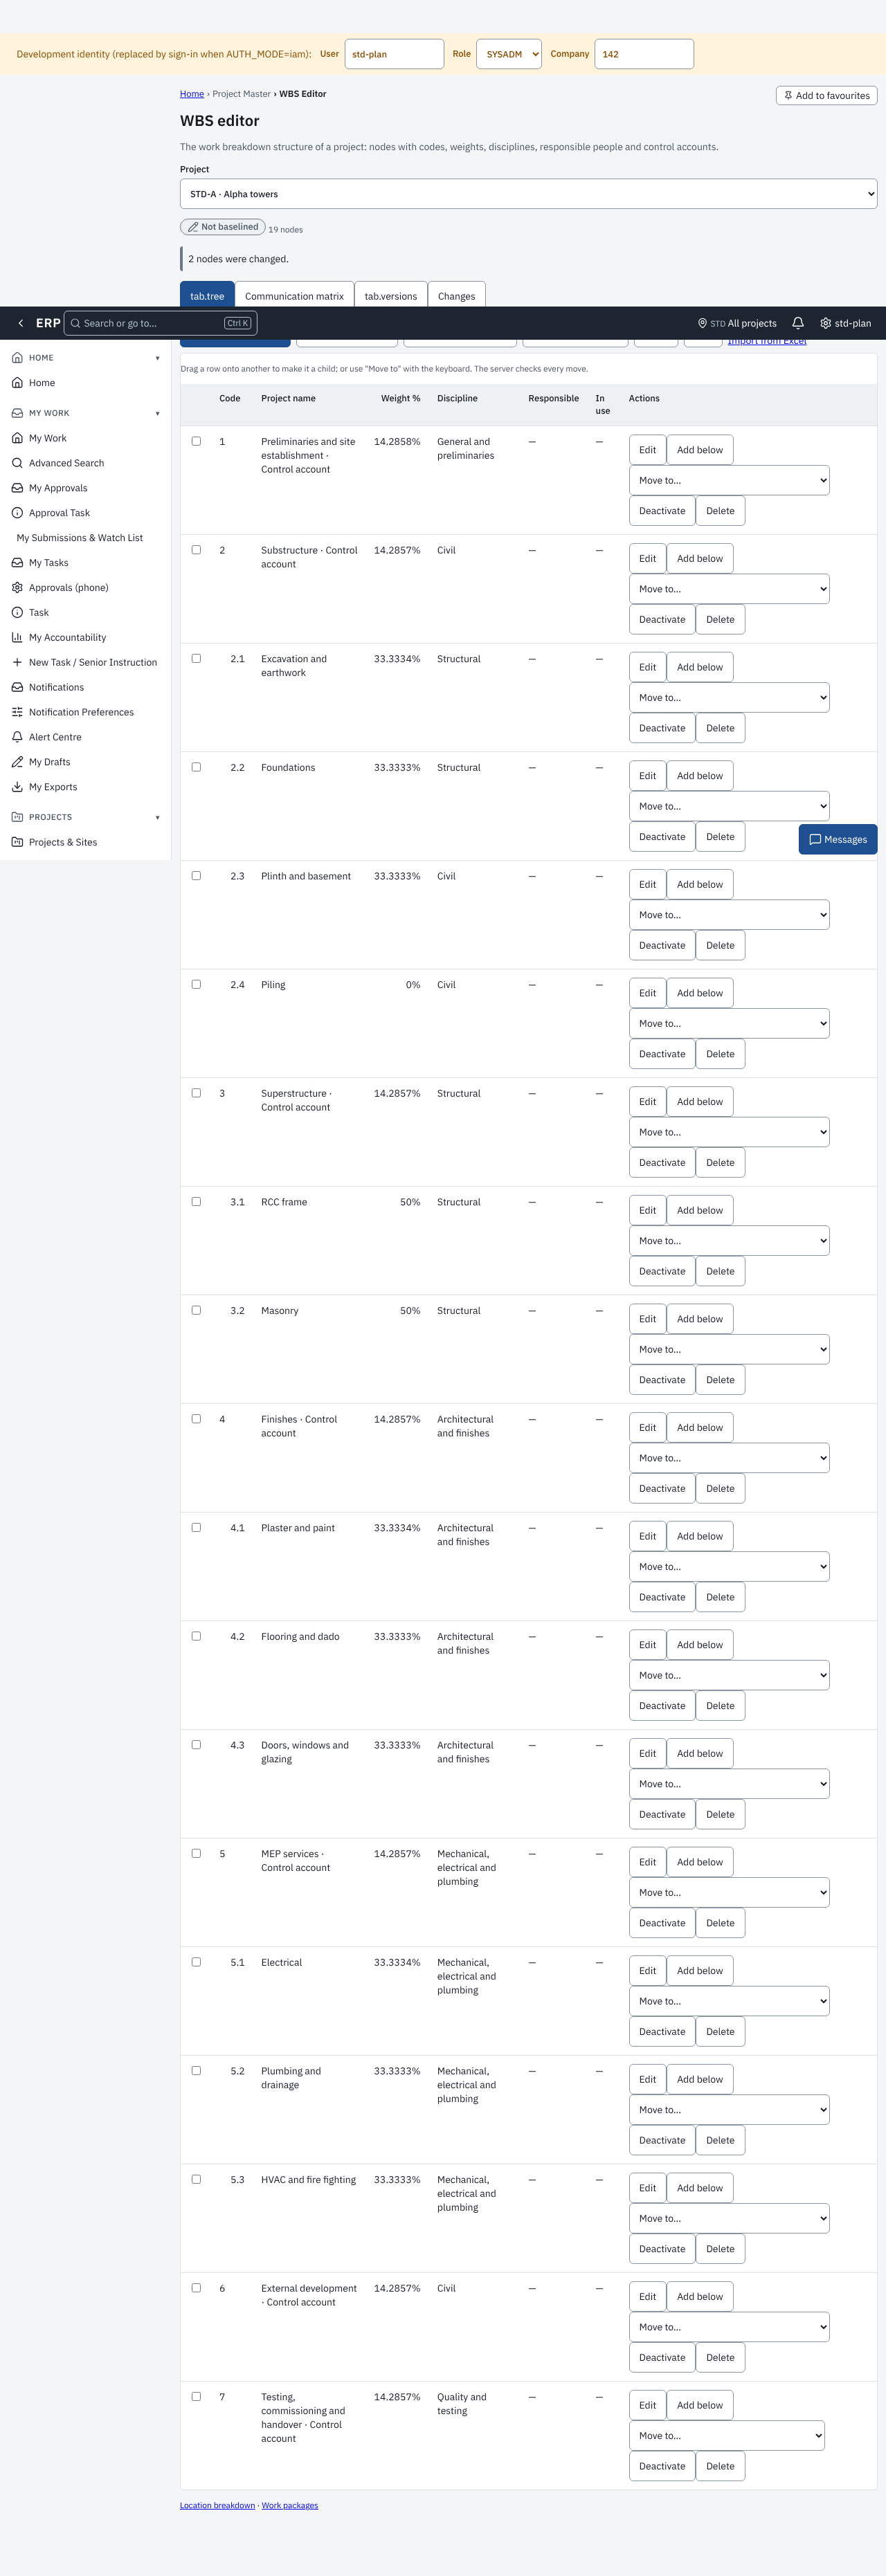 Development identity (replaced by sign-in when AUTH_MODE=iam): User std-plan Role SYSADM Company 142
Home › Project Master › WBS Editor
Add to favourites
WBS editor
The work breakdown structure of a project: nodes with codes, weights, disciplines, responsible people and control accounts.
Project
STD-A · Alpha towers
Not baselined 19 nodes
2 nodes were changed.
tab.tree Communication matrix tab.versions Changes
ERP Search or go to... Ctrl K STD All projects std-plan
Import from Excel
HOME
Home
MY WORK
My Work
Advanced Search
My Approvals
Approval Task
My Submissions & Watch List
My Tasks
Approvals (phone)
Task
My Accountability
New Task / Senior Instruction
Notifications
Notification Preferences
Alert Centre
My Drafts
My Exports
PROJECTS
Projects & Sites
Drag a row onto another to make it a child; or use "Move to" with the keyboard. The server checks every move.
Code Project name Weight % Discipline Responsible In use Actions
1 Preliminaries and site establishment · Control account 14.2858% General and preliminaries — —
Edit Add below
Move to...
Deactivate Delete
2 Substructure · Control account 14.2857% Civil — —
Edit Add below
Move to...
Deactivate Delete
2.1 Excavation and earthwork 33.3334% Structural — —
Edit Add below
Move to...
Deactivate Delete
2.2 Foundations 33.3333% Structural — —
Edit Add below
Move to...
Deactivate Delete
Messages
2.3 Plinth and basement 33.3333% Civil — —
Edit Add below
Move to...
Deactivate Delete
2.4 Piling 0% Civil — —
Edit Add below
Move to...
Deactivate Delete
3 Superstructure · Control account 14.2857% Structural — —
Edit Add below
Move to...
Deactivate Delete
3.1 RCC frame 50% Structural — —
Edit Add below
Move to...
Deactivate Delete
3.2 Masonry 50% Structural — —
Edit Add below
Move to...
Deactivate Delete
4 Finishes · Control account 14.2857% Architectural and finishes — —
Edit Add below
Move to...
Deactivate Delete
4.1 Plaster and paint 33.3334% Architectural and finishes — —
Edit Add below
Move to...
Deactivate Delete
4.2 Flooring and dado 33.3333% Architectural and finishes — —
Edit Add below
Move to...
Deactivate Delete
4.3 Doors, windows and glazing 33.3333% Architectural and finishes — —
Edit Add below
Move to...
Deactivate Delete
5 MEP services · Control account 14.2857% Mechanical, electrical and plumbing — —
Edit Add below
Move to...
Deactivate Delete
5.1 Electrical 33.3334% Mechanical, electrical and plumbing — —
Edit Add below
Move to...
Deactivate Delete
5.2 Plumbing and drainage 33.3333% Mechanical, electrical and plumbing — —
Edit Add below
Move to...
Deactivate Delete
5.3 HVAC and fire fighting 33.3333% Mechanical, electrical and plumbing — —
Edit Add below
Move to...
Deactivate Delete
6 External development · Control account 14.2857% Civil — —
Edit Add below
Move to...
Deactivate Delete
7 Testing, commissioning and handover · Control account 14.2857% Quality and testing — —
Edit Add below
Move to...
Deactivate Delete
Location breakdown · Work packages